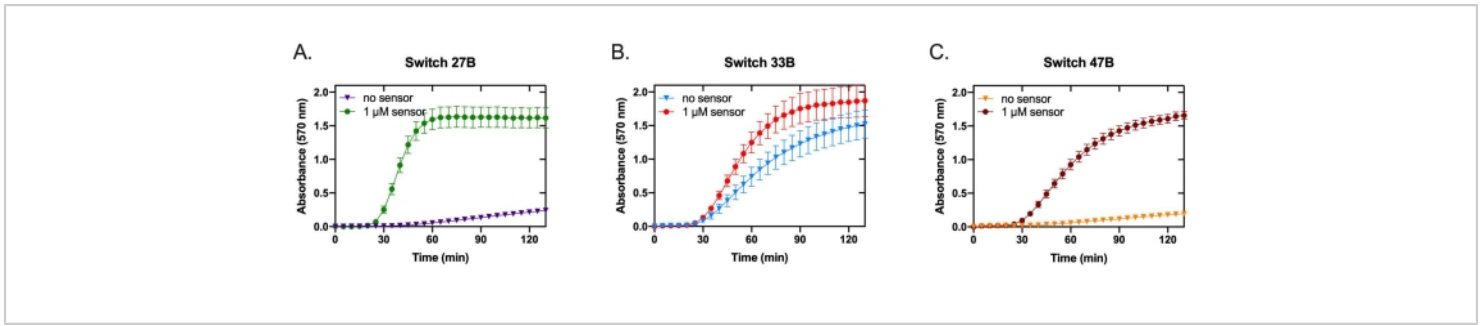 A.
Switch 27B
no sensor
1 μM sensor
Absorbance (570 nm)
2.0
1.5
1.0
0.5
0.0
0
30
60
90
120
Time (min)
B.
Switch 33B
no sensor
1 μM sensor
Absorbance (570 nm)
2.0
1.5
1.0
0.5
0.0
0
30
60
90
120
Time (min)
C.
Switch 47B
no sensor
1 μM sensor
Absorbance (570 nm)
2.0
1.5
1.0
0.5
0.0
0
30
60
90
120
Time (min)